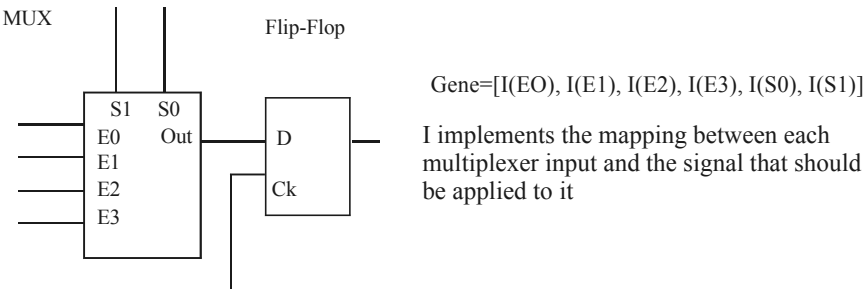 MUX
Flip-Flop
S1 S0
E0 Out
E1
E2
E3
D
Ck
Gene=[I(EO), I(E1), I(E2), I(E3), I(S0), I(S1)]
I implements the mapping between each
multiplexer input and the signal that should
be applied to it